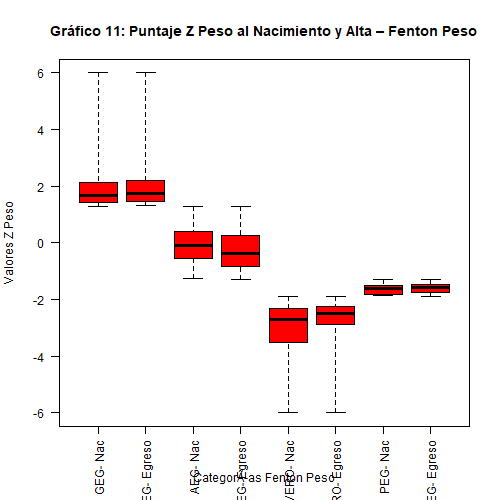 Gráfico 11: Puntaje Z Peso al Nacimiento y Alta – Fenton Peso
Valores Z Peso
6
4
2
0
-2
-4
-6
GEG- Nac
EG- Egreso
AEG- Nac
EG- Egreso
VERO- Nac
RO- Egreso
PEG- Nac
EG- Egreso
Categorías Fenton Peso